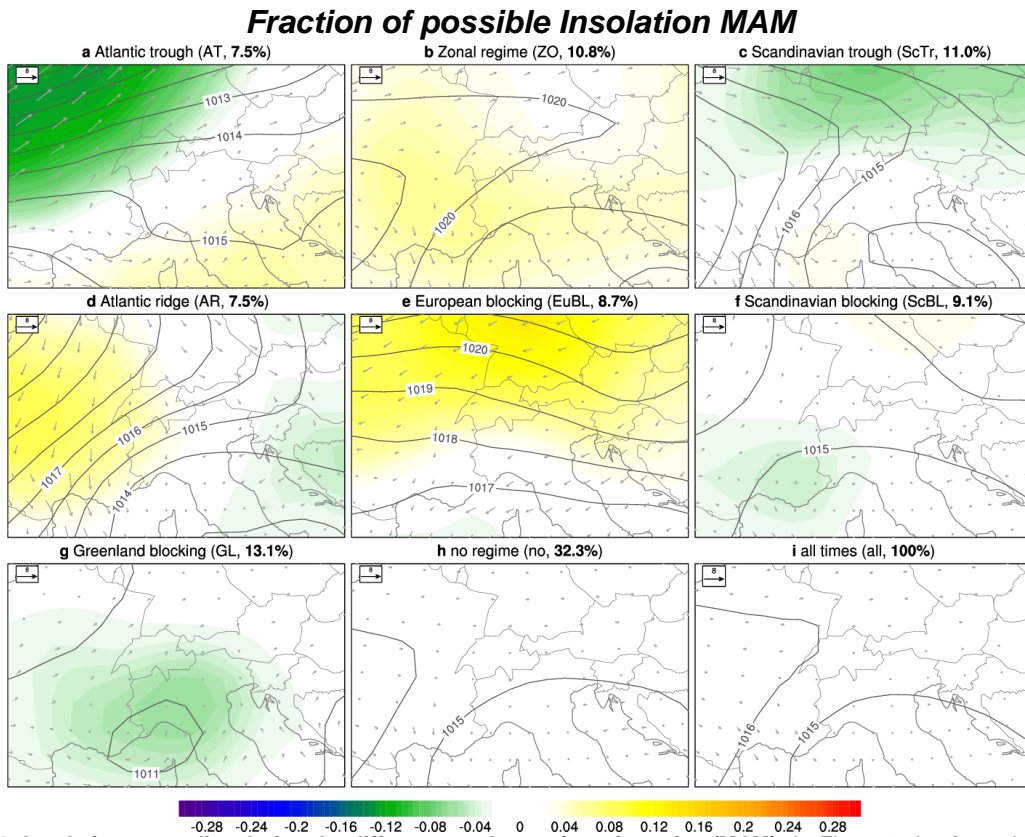 Fraction of possible Insolation MAM
a Atlantic trough (AT, 7.5%)
b Zonal regime (ZO, 10.8%)
c Scandinavian trough (ScTr, 11.0%)
8
1013
1014
1015
8
1020
1020
8
1015
1016
d Atlantic ridge (AR, 7.5%)
e European blocking (EuBL, 8.7%)
f Scandinavian blocking (ScBL, 9.1%)
8
1016
1015
1017
1014
8
1020
1019
1018
1017
8
1015
g Greenland blocking (GL, 13.1%)
h no regime (no, 32.3%)
i all times (all, 100%)
8
1011
8
1015
8
1016
1015
-0.28 -0.2 -0.12 -0.04 0.04 0.12 0.2 0.28
-0.24 -0.16 -0.08 0 0.08 0.16 0.24